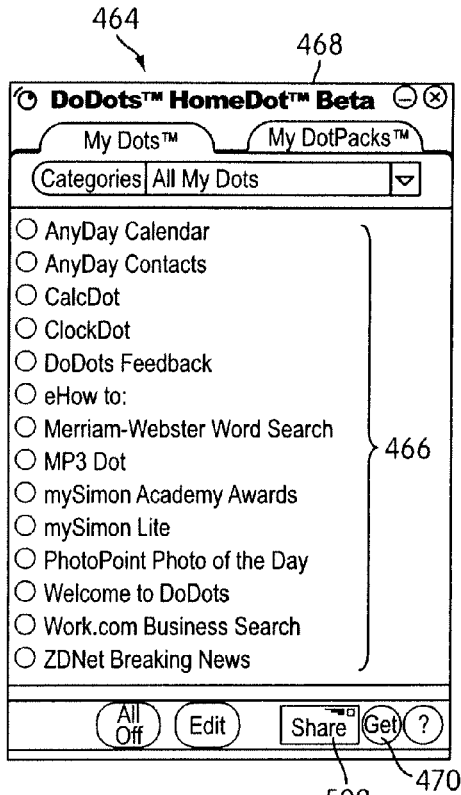 464
468
DoDots™ HomeDot™ Beta
My Dots™ My DotPacks™
Categories All My Dots
AnyDay Calendar
AnyDay Contacts
CalcDot
ClockDot
DoDots Feedback
eHow to:
Merriam-Webster Word Search
466
MP3 Dot
mySimon Academy Awards
mySimon Lite
PhotoPoint Photo of the Day
Welcome to DoDots
Work.com Business Search
ZDNet Breaking News
All Off Edit Share Get ?
470